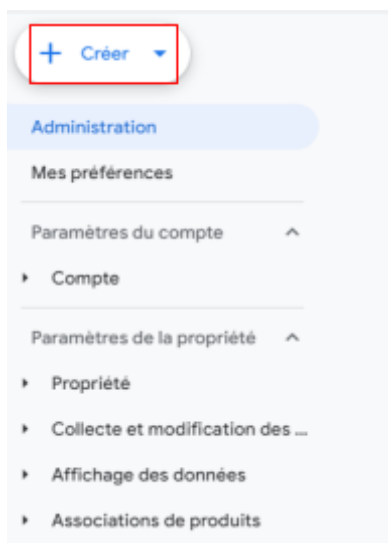 + Créer
Administration
Mes préférences
Paramètres du compte
Compte
Paramètres de la propriété
Propriété
Collecte et modification des ...
Affichage des données
Associations de produits